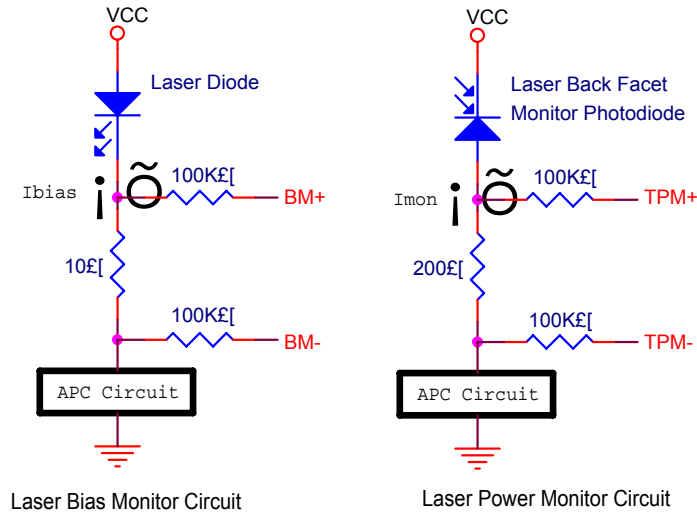 VCC
Laser Diode
Ibias
¡õ
100K£[
BM+
10£[
100K£[
BM-
APC Circuit
Laser Bias Monitor Circuit
VCC
Laser Back Facet
Monitor Photodiode
Imon
¡õ
100K£[
TPM+
200£[
100K£[
TPM-
APC Circuit
Laser Power Monitor Circuit